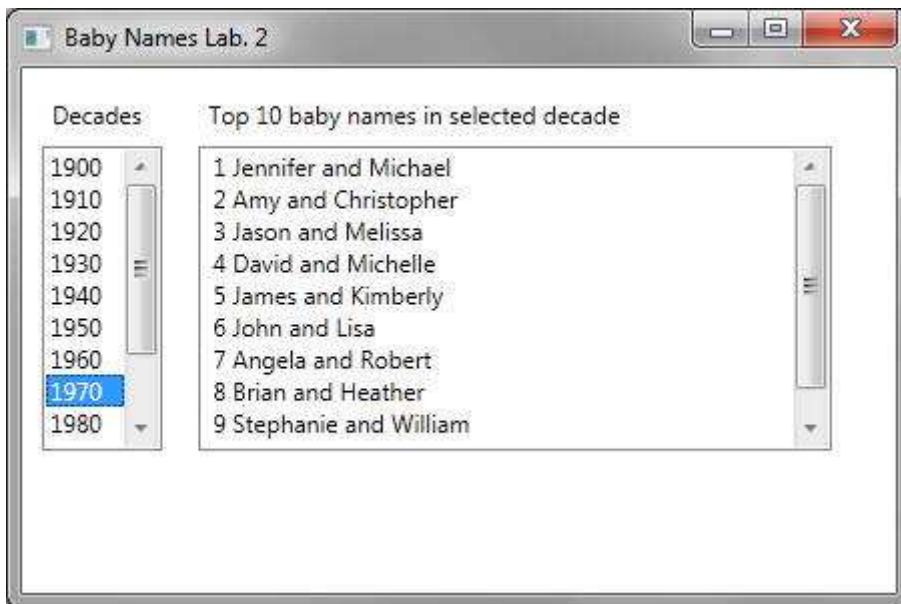 Baby Names Lab. 2
Decades
Top 10 baby names in selected decade
1900
1910
1920
1930
1940
1950
1960
1970
1980
1 Jennifer and Michael
2 Amy and Christopher
3 Jason and Melissa
4 David and Michelle
5 James and Kimberly
6 John and Lisa
7 Angela and Robert
8 Brian and Heather
9 Stephanie and William